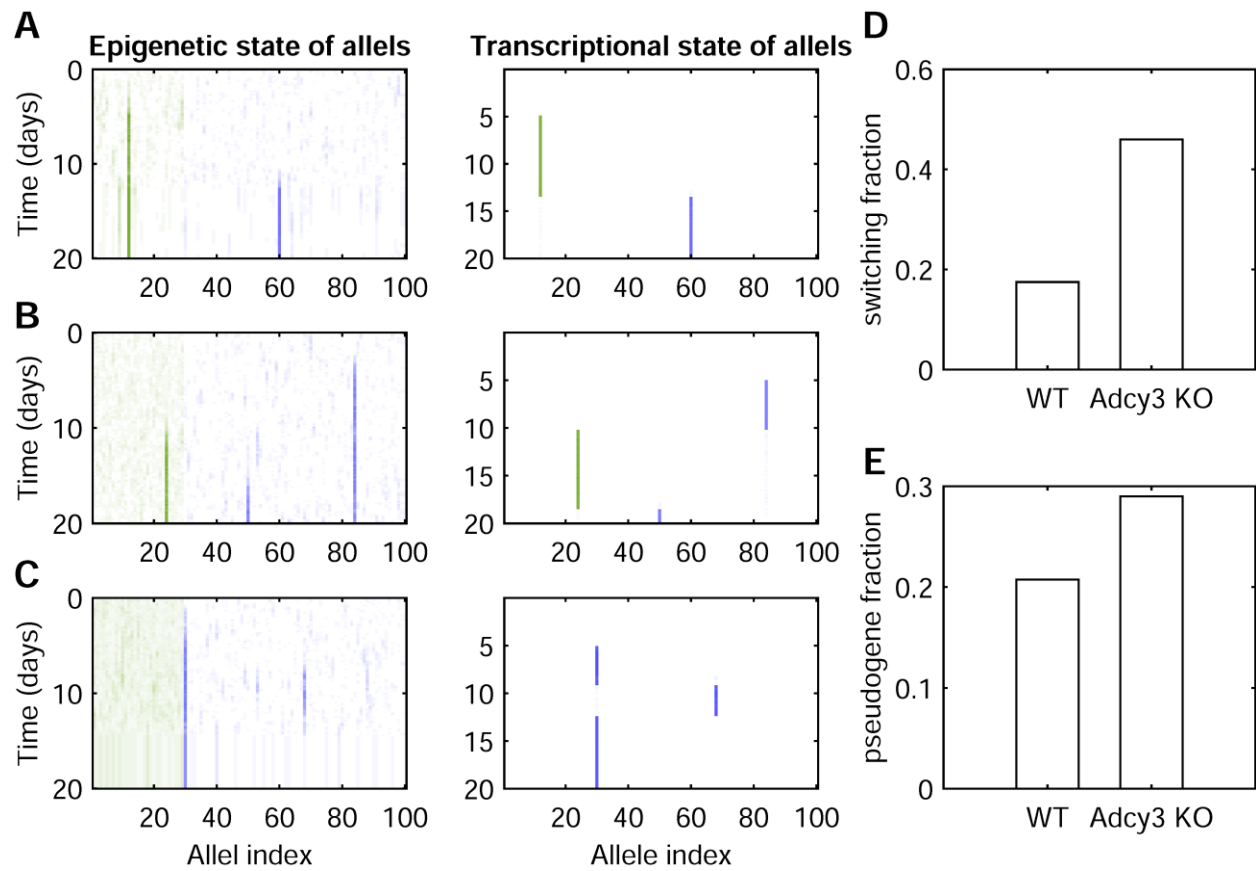 A
Epigenetic state of allels
Transcriptional state of allels
Time (days)
0
10
20
20 40 60 80 100
5
10
15
20
20 40 60 80 100
B
Time (days)
0
10
20
20 40 60 80 100
5
10
15
20
20 40 60 80 100
C
Time (days)
0
10
20
20 40 60 80 100
Allel index
5
10
15
20
20 40 60 80 100
Allele index
D
switching fraction
0.6
0.4
0.2
0
WT Adcy3 KO
E
pseudogene fraction
0.3
0.2
0.1
0
WT Adcy3 KO